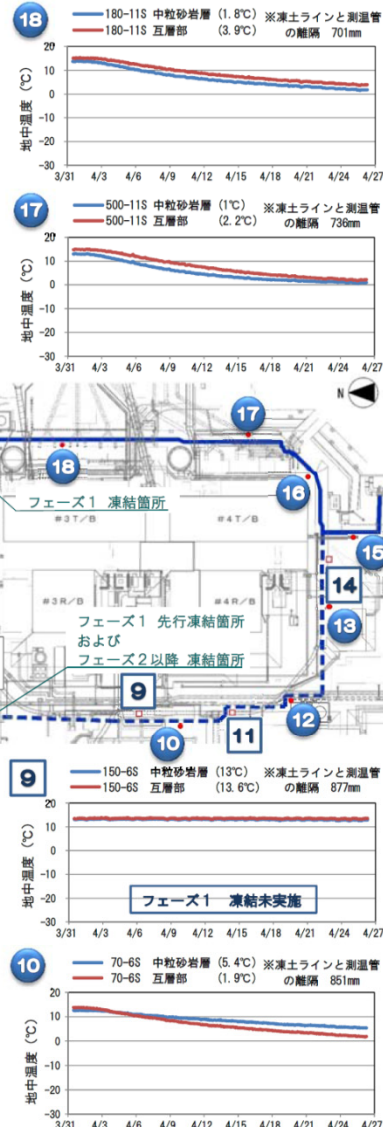 18
180-11S 中粒砂岩層 (1.8℃) ※凍土ラインと測温管
180-11S 互層部 (3.9℃) の離隔 701mm
地中温度 (℃)
20
10
0
-10
-20
-30
3/31 4/3 4/6 4/9 4/12 4/15 4/18 4/21 4/24 4/27
17
500-11S 中粒砂岩層 (1℃) ※凍土ラインと測温管
500-11S 互層部 (2.2℃) の離隔 736mm
地中温度 (℃)
20
10
0
-10
-20
-30
3/31 4/3 4/6 4/9 4/12 4/15 4/18 4/21 4/24 4/27
N
17
18
16
フェーズ1 凍結箇所
#3T/B
#4T/B
15
14
#3R/B
#4R/B
13
フェーズ1 先行凍結箇所
および
フェーズ2以降 凍結箇所
9
12
10
11
9
150-6S 中粒砂岩層 (13℃) ※凍土ラインと測温管
150-6S 互層部 (13.6℃) の離隔 877mm
地中温度 (℃)
20
10
0
-10
-20
-30
フェーズ1 凍結未実施
3/31 4/3 4/6 4/9 4/12 4/15 4/18 4/21 4/24 4/27
10
70-6S 中粒砂岩層 (5.4℃) ※凍土ラインと測温管
70-6S 互層部 (1.9℃) の離隔 851mm
地中温度 (℃)
20
10
0
-10
-20
-30
3/31 4/3 4/6 4/9 4/12 4/15 4/18 4/21 4/24 4/27